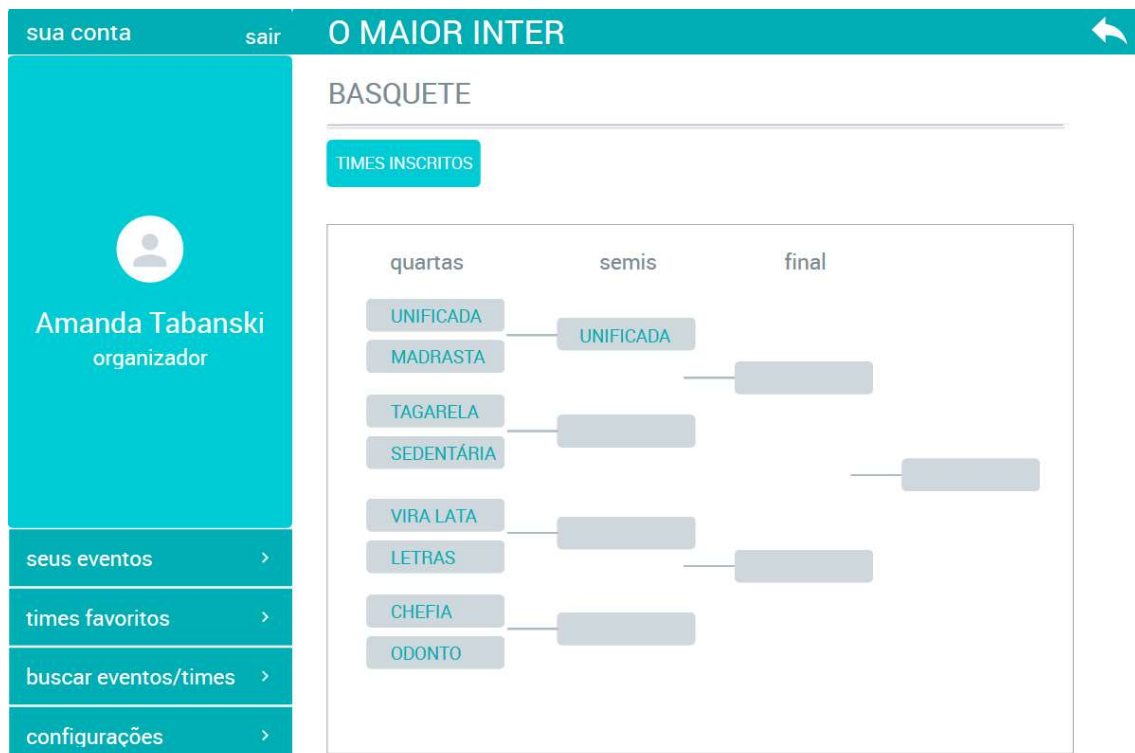 sua conta
sair
O MAIOR INTER
Amanda Tabanski
organizador
seus eventos
times favoritos
buscar eventos/times
configurações
BASQUETE
TIMES INSCRITOS
quartas
semis
final
UNIFICADA
MADRASTA
TAGARELA
SEDENTÁRIA
VIRA LATA
LETRAS
CHEFIA
ODONTO
UNIFICADA